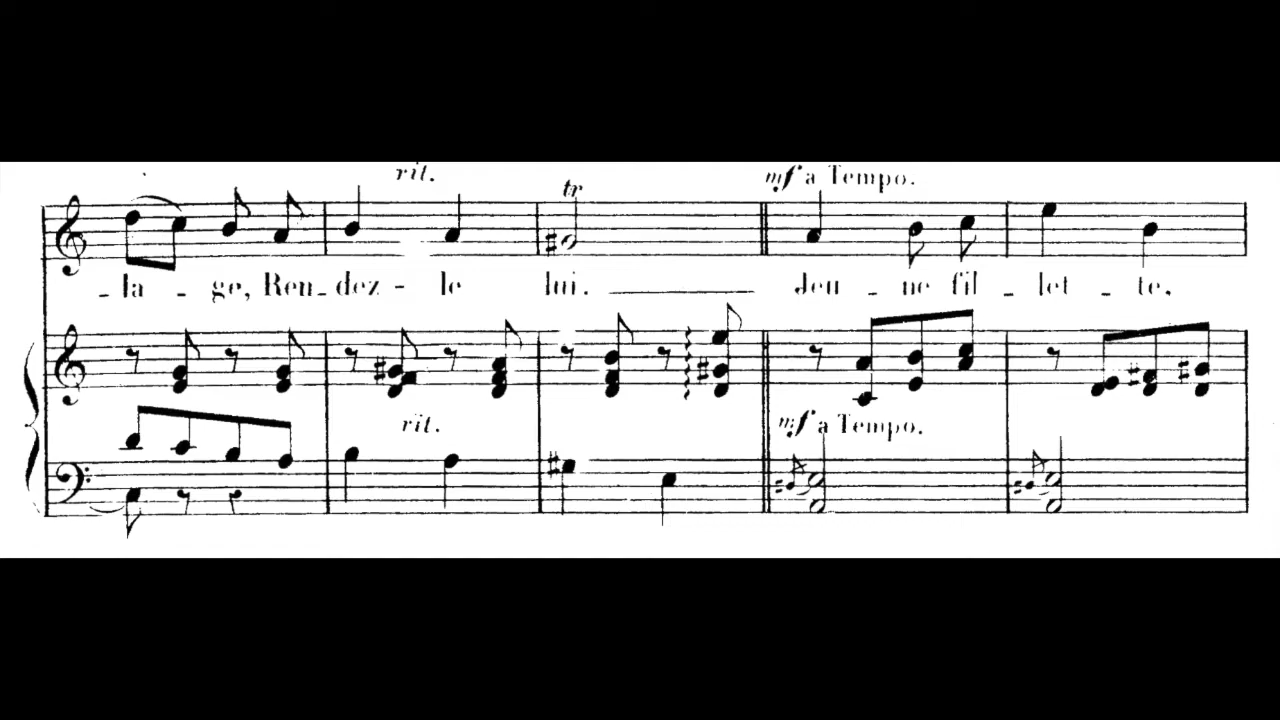 rit.
tr
mf a Tempo.
- la - ge, Ren - dez - le lui. Jeu - ne fil - let - te,
rit.
mf a Tempo.